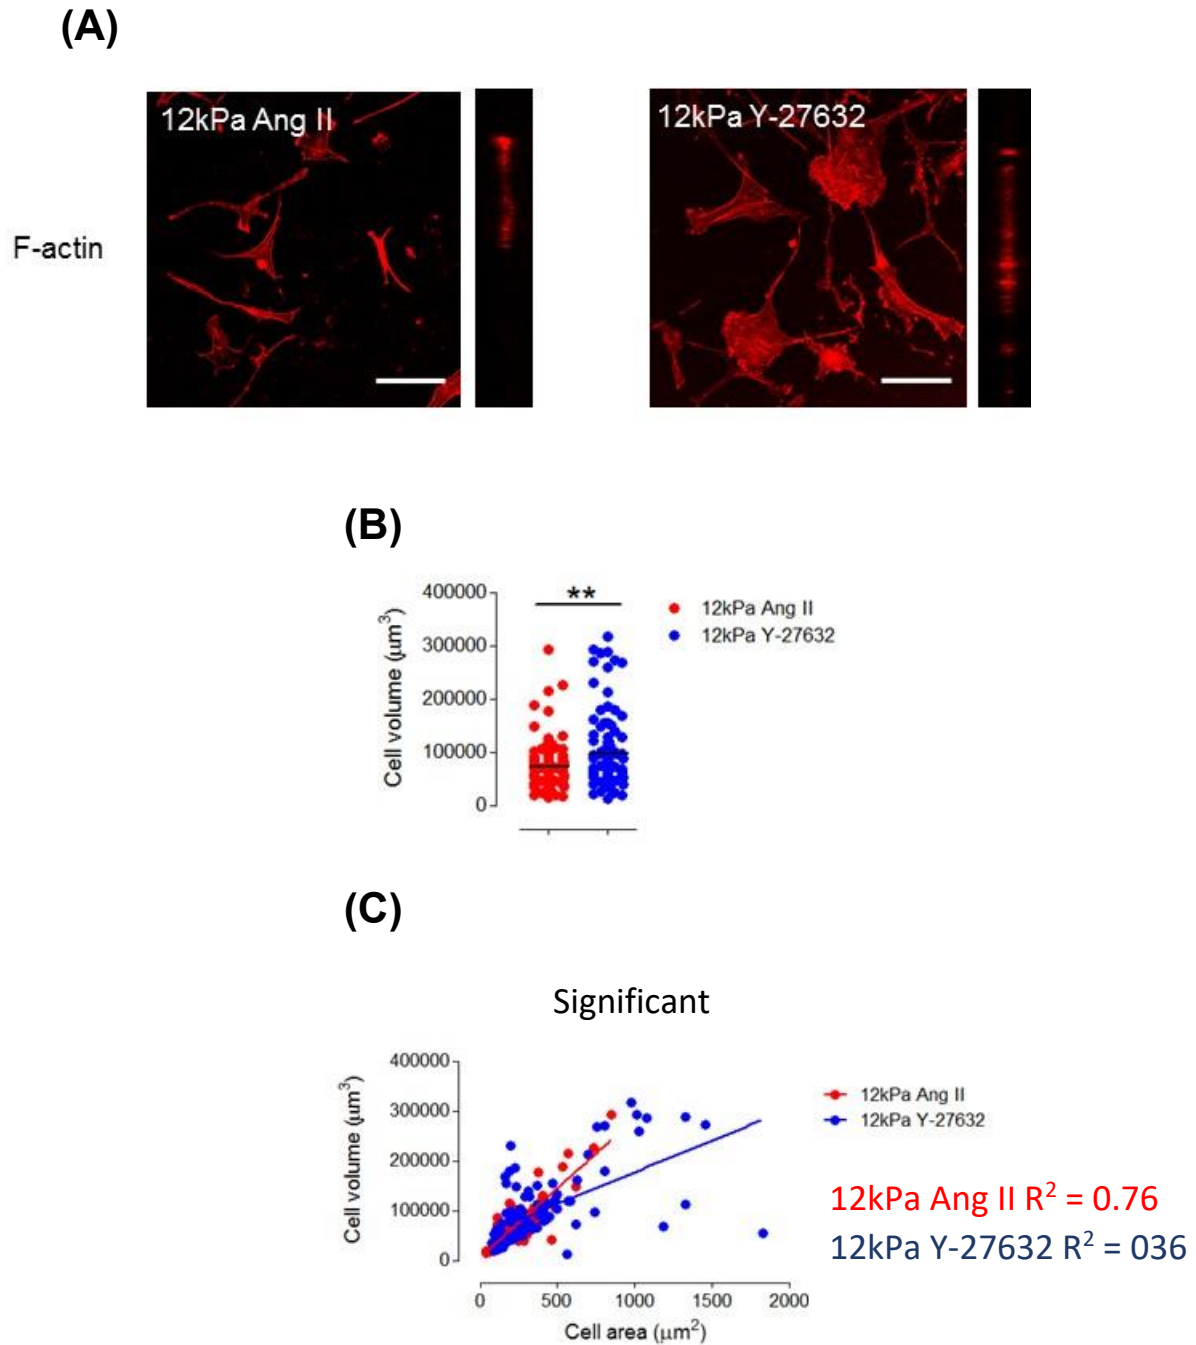 (A)
12kPa Ang II
12kPa Y-27632
F-actin
(B)
400000
300000
200000
100000
0
Cell volume (μm³)
**
12kPa Ang II
12kPa Y-27632
(C)
Significant
400000
300000
200000
100000
0
Cell volume (μm³)
0 500 1000 1500 2000
Cell area (μm²)
12kPa Ang II
12kPa Y-27632
12kPa Ang II R² = 0.76
12kPa Y-27632 R² = 036